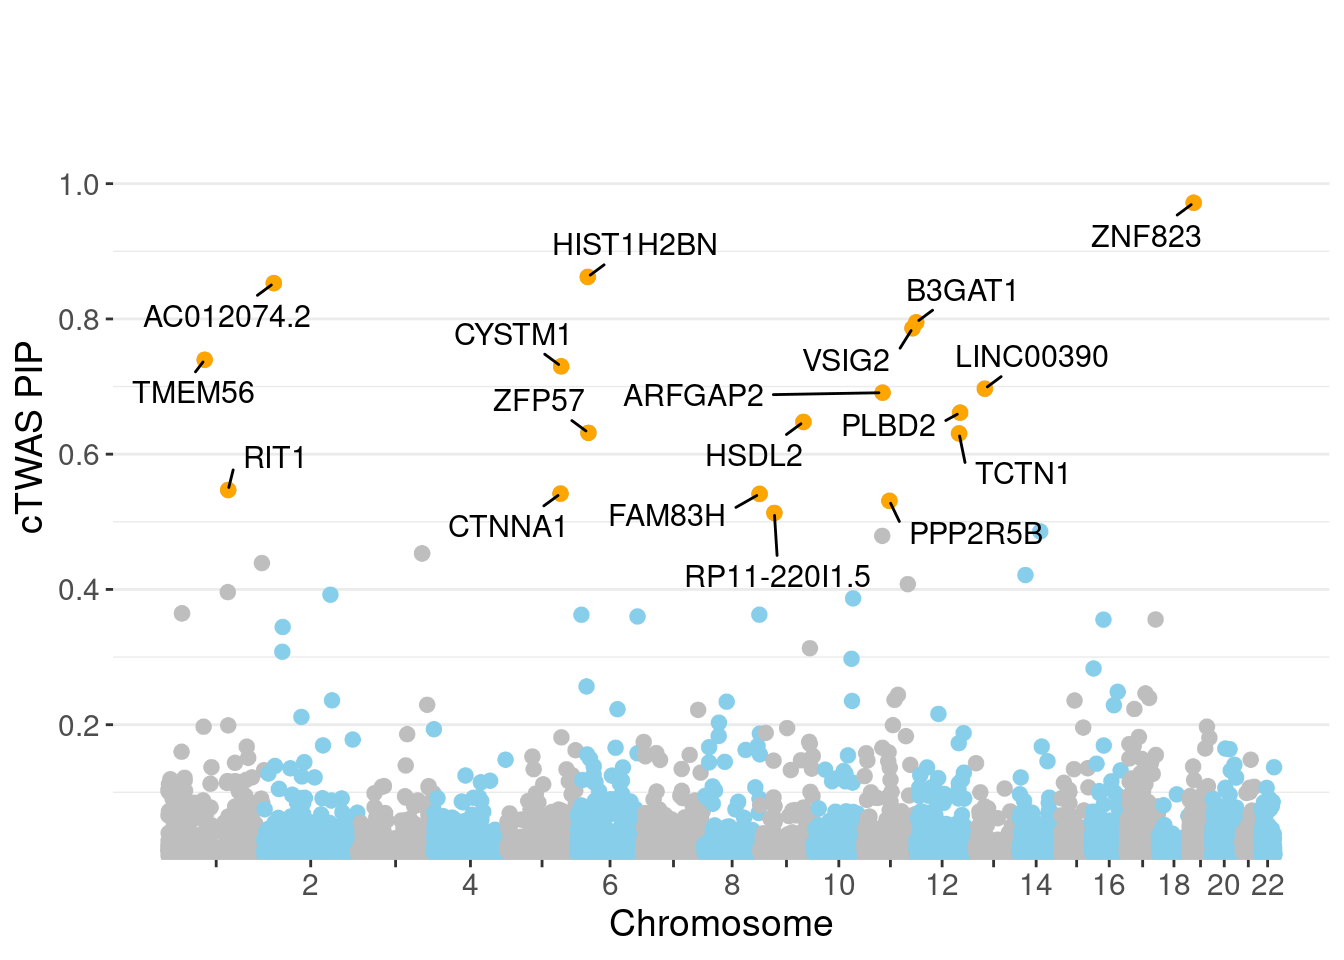 1.0
ZNF823
HIST1H2BN
B3GAT1
AC012074.2
0.8
CYSTM1
VSIG2
LINC00390
TMEM56
ZFP57
ARFGAP2
PLBD2
RIT1
HSDL2
0.6
TCTN1
CTNNA1
FAM83H
PPP2R5B
RP11-220I1.5
0.4
0.2
cTWAS PIP
2 4 6 8 10 12 14 16 18 20 22
Chromosome